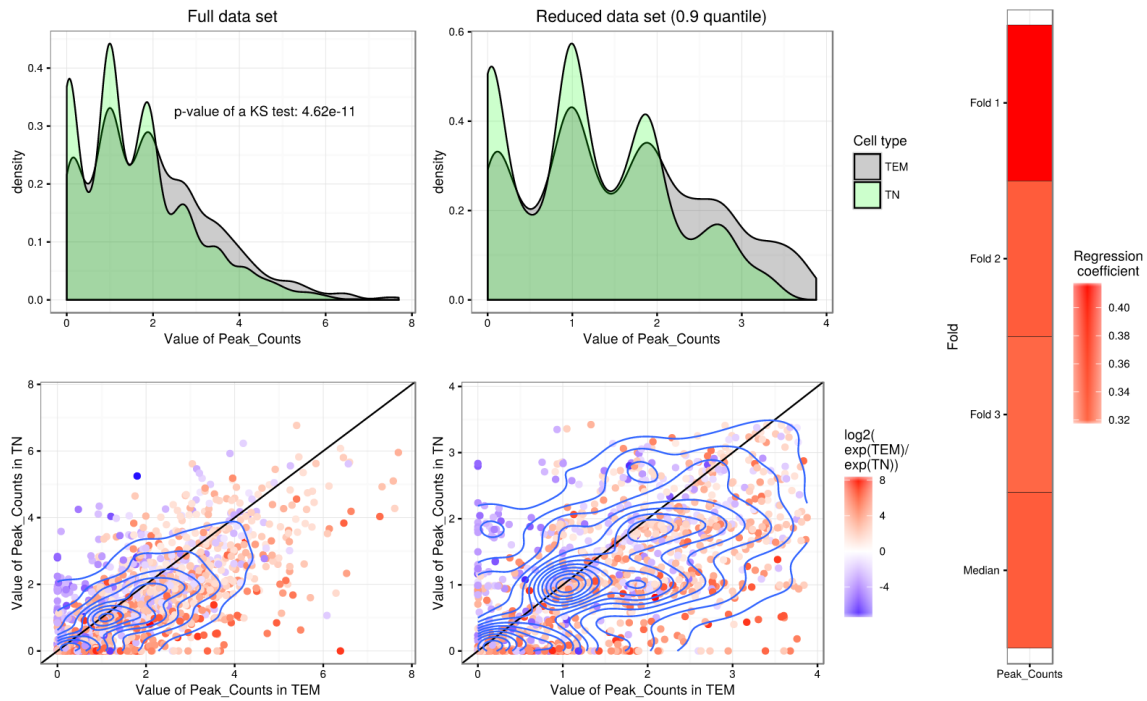 Full data set
Reduced data set (0.9 quantile)
density
0.4
0.3
0.2
0.1
0.0
p-value of a KS test: 4.62e-11
0 2 4 6 8
Value of Peak_Counts
density
0.6
0.4
0.2
0.0
0 1 2 3 4
Value of Peak_Counts
Cell type
TEM
TN
Value of Peak_Counts in TN
8
6
4
2
0
0 2 4 6 8
Value of Peak_Counts in TEM
Value of Peak_Counts in TN
4
3
2
1
0
0 1 2 3 4
Value of Peak_Counts in TEM
log2(
exp(TEM)/
exp(TN))
8
4
0
-4
Fold
Fold 1
Fold 2
Fold 3
Median
Peak_Counts
Regression
coefficient
0.40
0.38
0.36
0.34
0.32